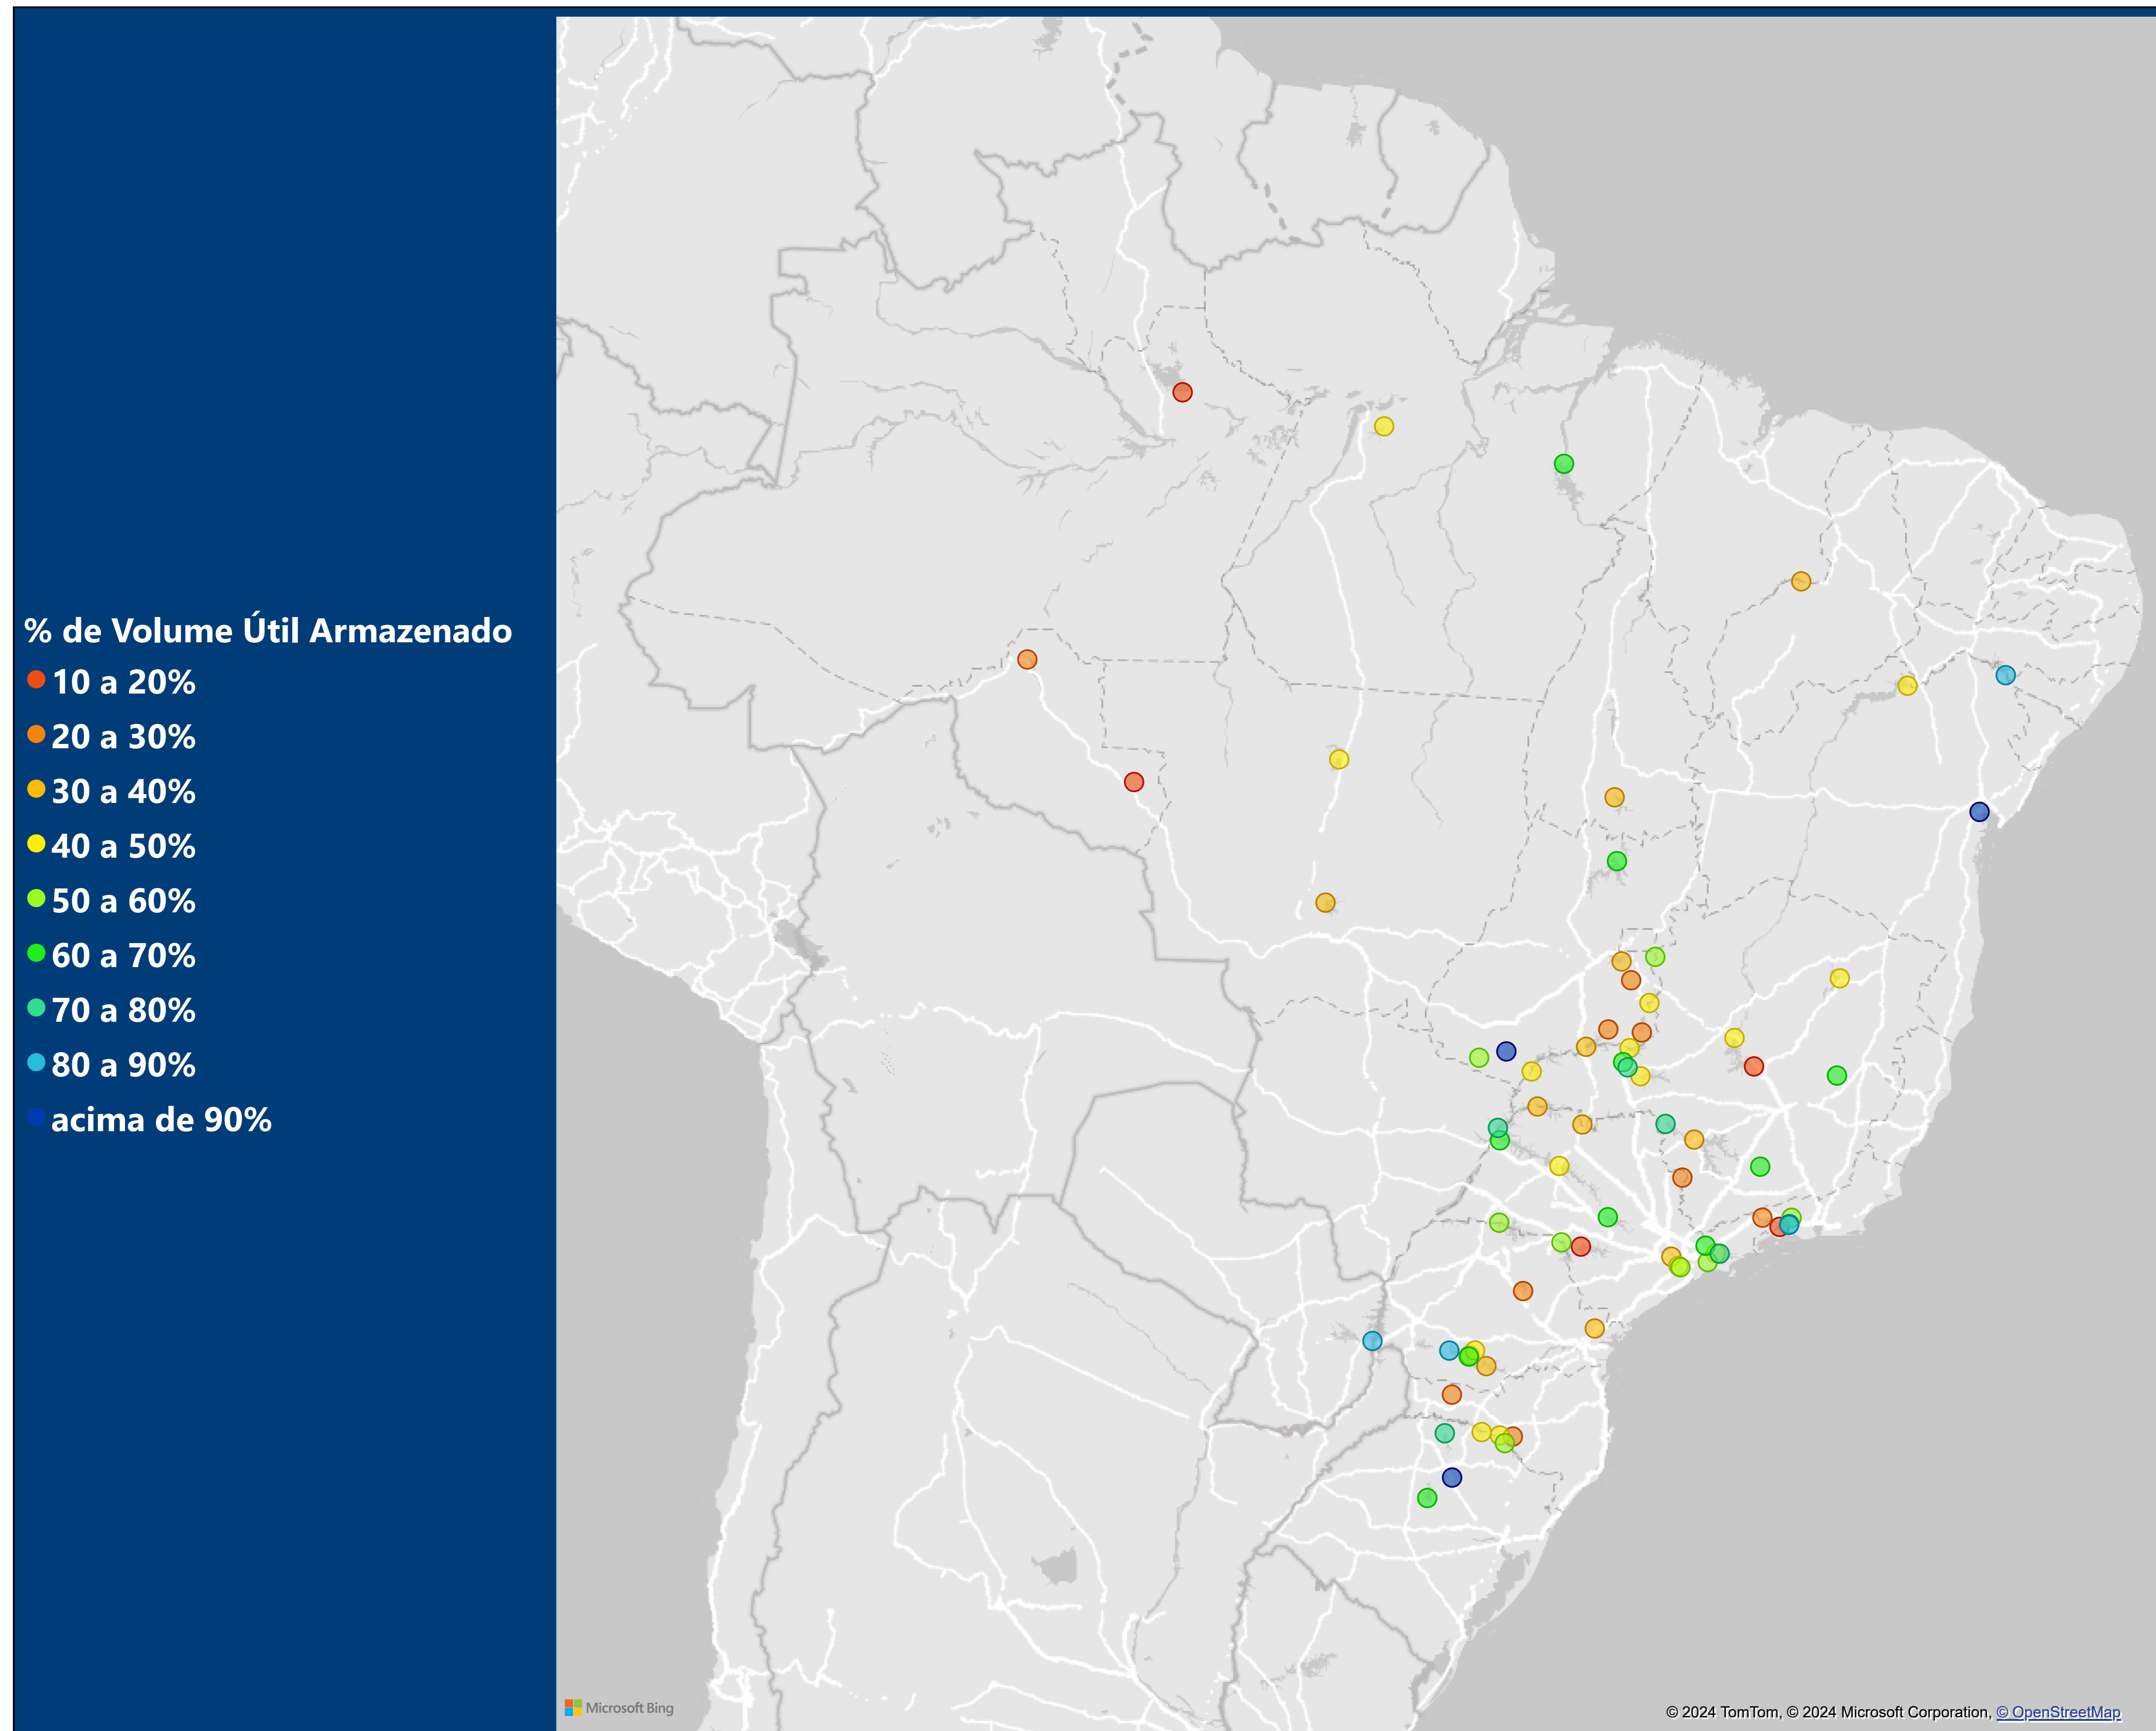 % de Volume Útil Armazenado
10 a 20%
20 a 30%
30 a 40%
40 a 50%
50 a 60%
60 a 70%
70 a 80%
80 a 90%
acima de 90%
Microsoft Bing
© 2024 TomTom, © 2024 Microsoft Corporation, © OpenStreetMap